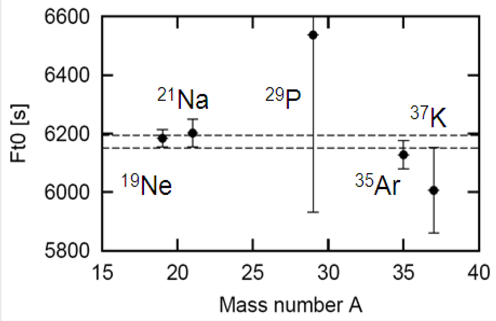 6600
6400
6200
6000
5800
Ft0 [s]
²¹Na
²⁹P
³⁷K
¹⁹Ne
³⁵Ar
15 20 25 30 35 40
Mass number A